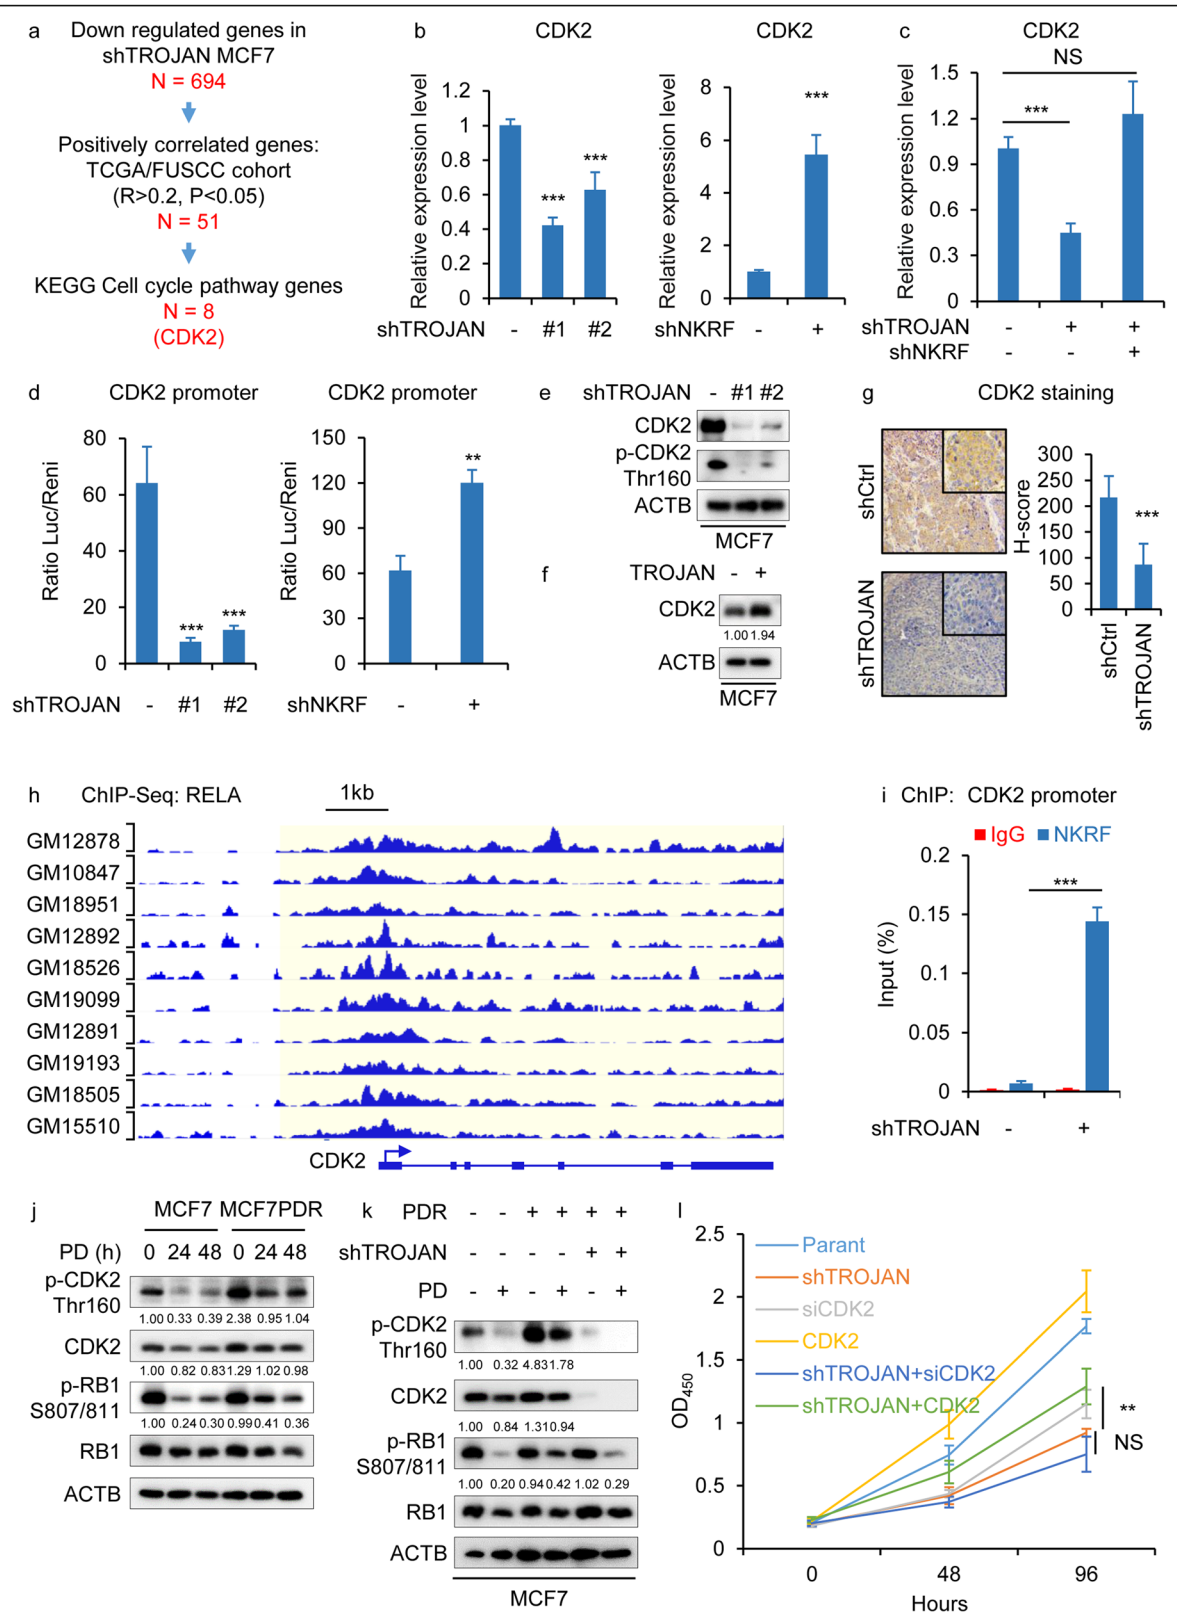 a
Down regulated genes in
shTROJAN MCF7
N = 694
Positively correlated genes:
TCGA/FUSCC cohort
(R>0.2, P<0.05)
N = 51
KEGG Cell cycle pathway genes
N = 8
(CDK2)
b
CDK2
Relative expression level
1.2
1
0.8
0.6
0.4
0.2
0
***
***
shTROJAN - #1 #2
CDK2
Relative expression level
8
6
4
2
0
***
shNKRF - +
c
CDK2
NS
***
Relative expression level
1.5
1.2
0.9
0.6
0.3
0
shTROJAN - + +
shNKRF - - +
d
CDK2 promoter
Ratio Luc/Reni
80
60
40
20
0
***
***
shTROJAN - #1 #2
CDK2 promoter
Ratio Luc/Reni
150
120
90
60
30
0
**
shNKRF - +
e
shTROJAN - #1 #2
CDK2
p-CDK2
Thr160
ACTB
MCF7
f
TROJAN - +
CDK2
1.00 1.94
ACTB
MCF7
g
CDK2 staining
shCtrl
shTROJAN
H-score
300
250
200
150
100
50
0
***
shCtrl
shTROJAN
h
ChIP-Seq: RELA
1kb
GM12878
GM10847
GM18951
GM12892
GM18526
GM19099
GM12891
GM19193
GM18505
GM15510
CDK2
i
ChIP: CDK2 promoter
IgG NKRF
Input (%)
0.2
0.15
0.1
0.05
0
***
shTROJAN - +
j
MCF7 MCF7PDR
PD (h) 0 24 48 0 24 48
p-CDK2
Thr160
1.00 0.33 0.39 2.38 0.95 1.04
CDK2
1.00 0.82 0.83 1.29 1.02 0.98
p-RB1
S807/811
1.00 0.24 0.30 0.99 0.41 0.36
RB1
ACTB
k
PDR - - + + + +
shTROJAN - - - - + +
PD - + - + - +
p-CDK2
Thr160
1.00 0.32 4.83 1.78
CDK2
1.00 0.84 1.31 0.94
p-RB1
S807/811
1.00 0.20 0.94 0.42 1.02 0.29
RB1
ACTB
MCF7
l
OD450
2.5
2
1.5
1
0.5
0
Parant
shTROJAN
siCDK2
CDK2
shTROJAN+siCDK2
shTROJAN+CDK2
**
NS
0 48 96
Hours